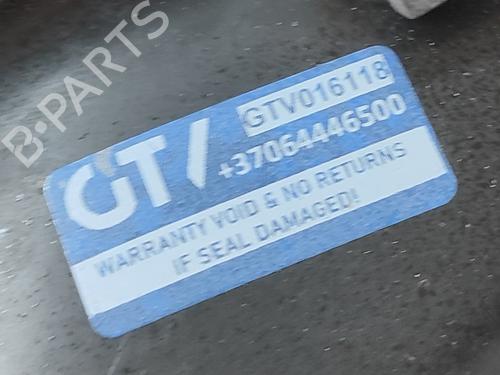 B-PARTS
GTV
GTV016118
+37064446500
WARRANTY VOID & NO RETURNS
IF SEAL DAMAGED!